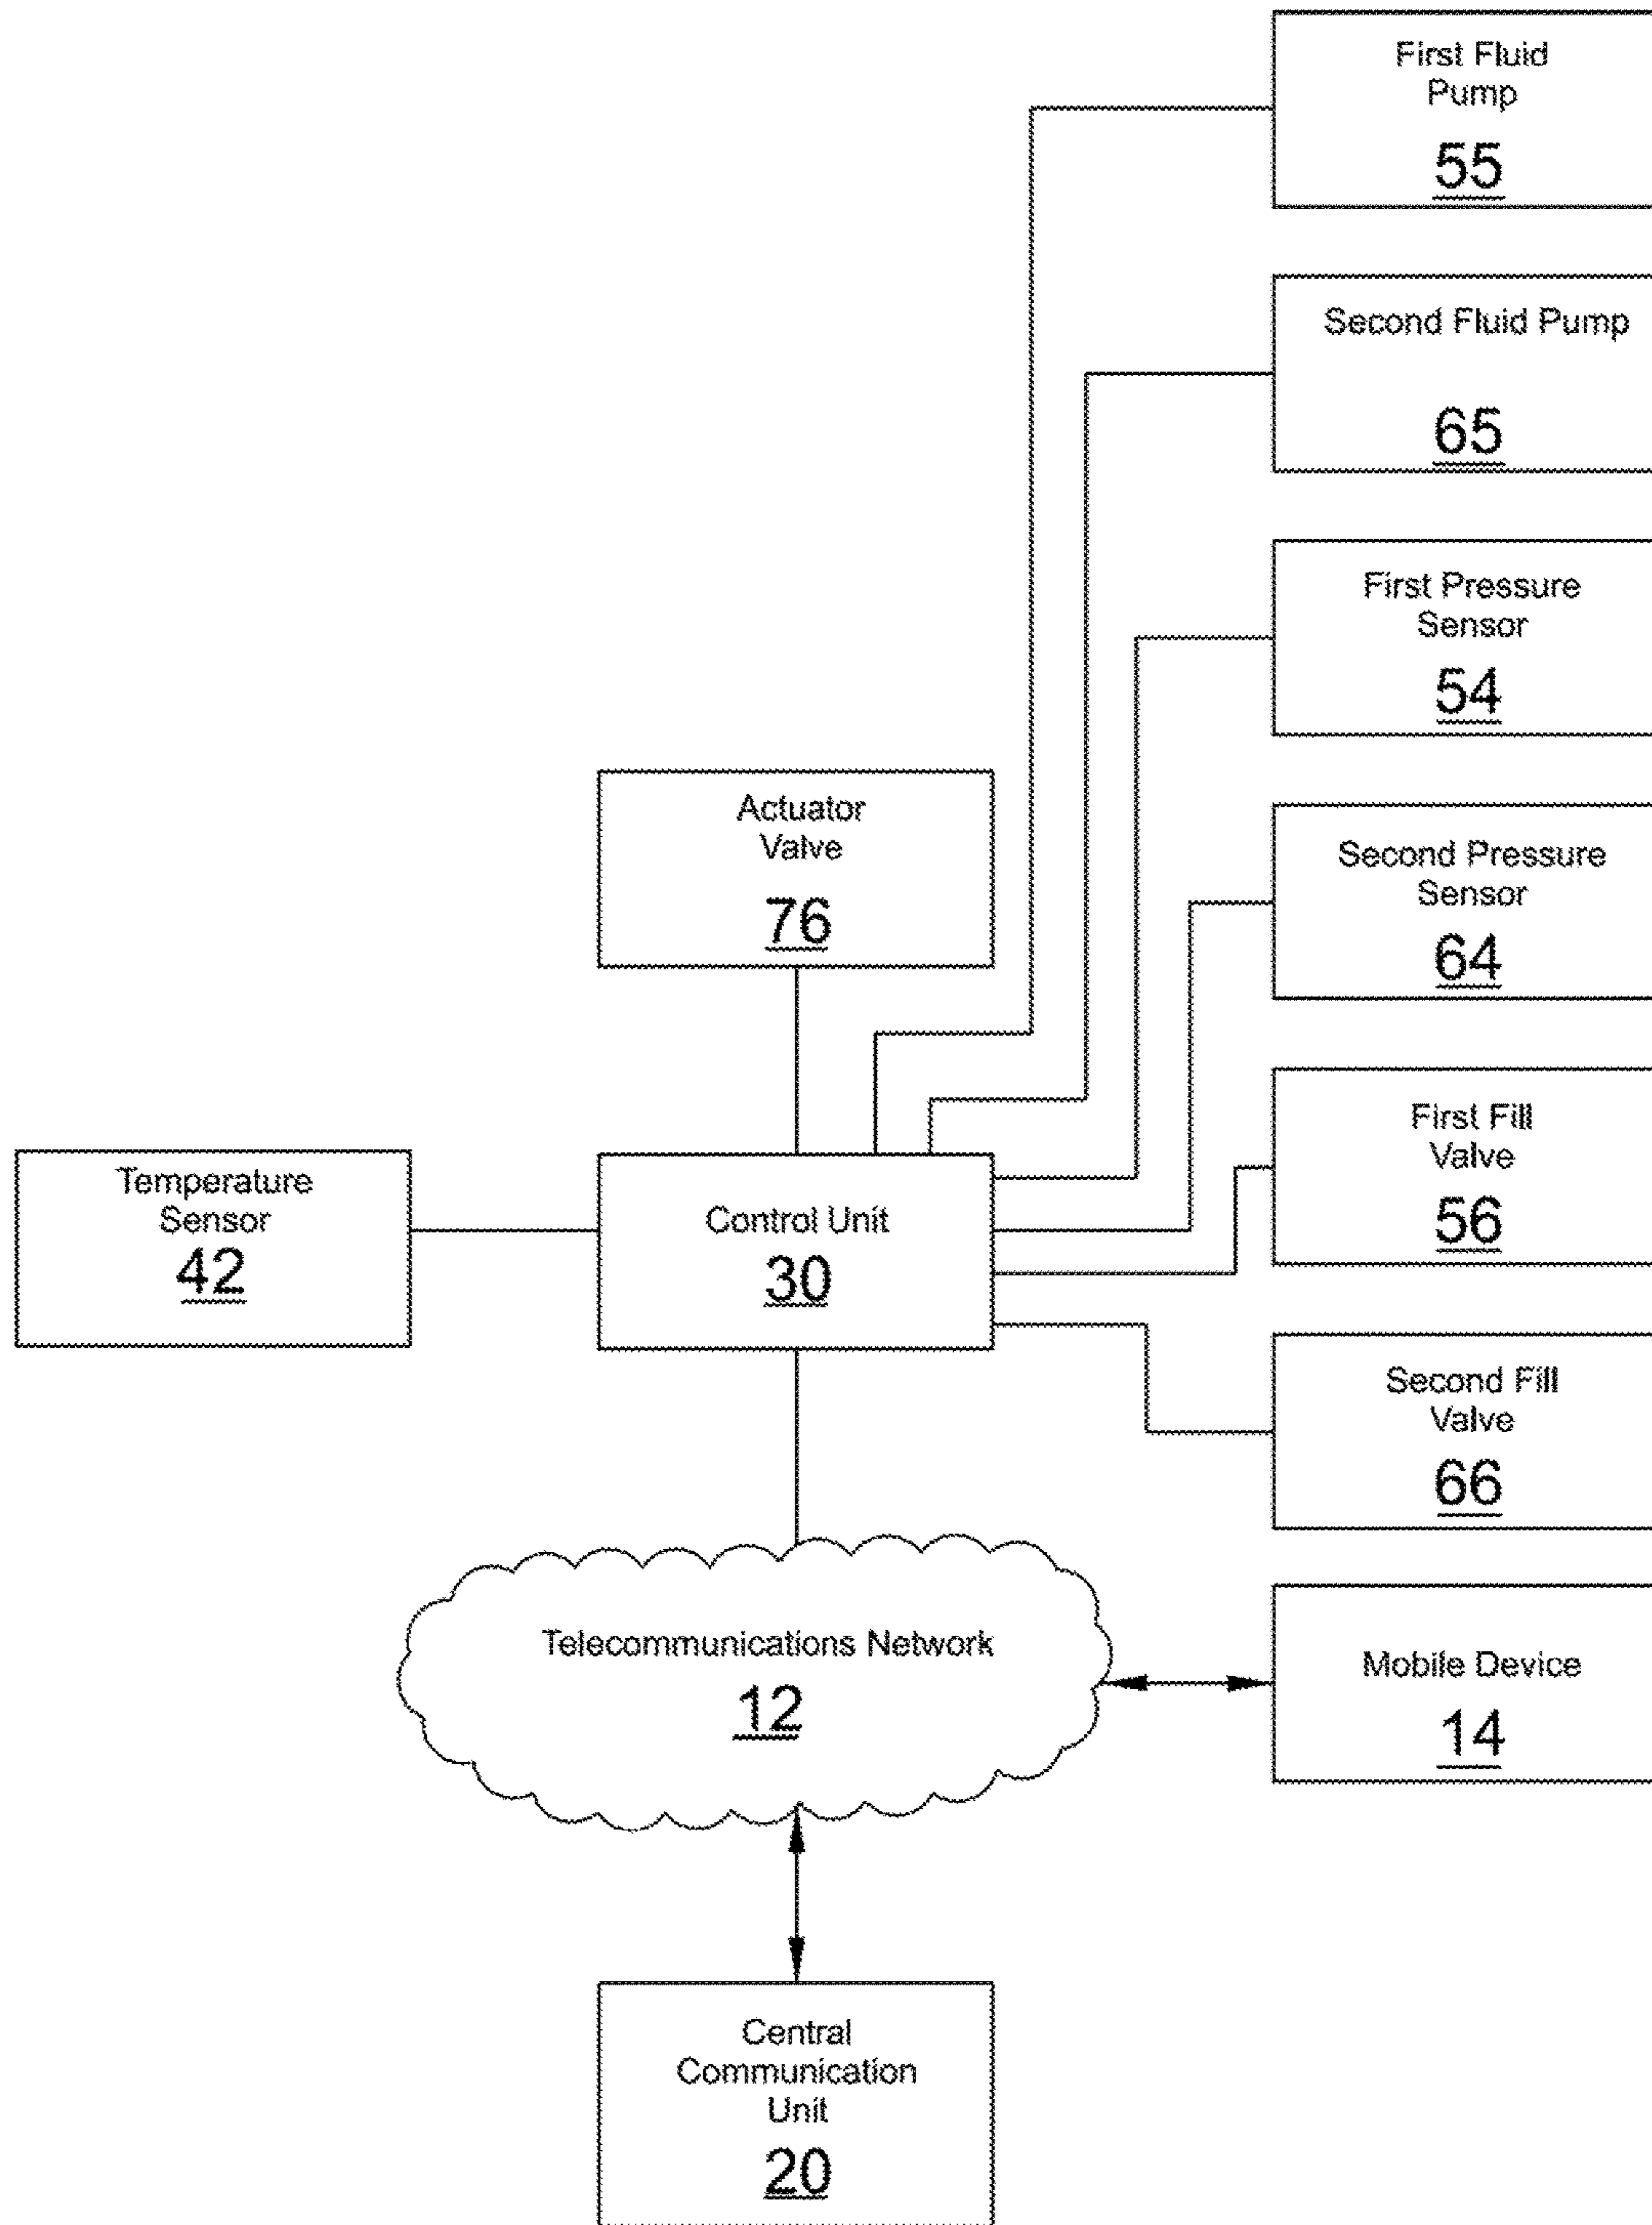 First Fluid
Pump
55
Second Fluid Pump
65
First Pressure
Sensor
54
Actuator
Valve
76
Second Pressure
Sensor
64
First Fill
Valve
56
Temperature
Sensor
42
Control Unit
30
Second Fill
Valve
66
Telecommunications Network
12
Mobile Device
14
Central
Communication
Unit
20